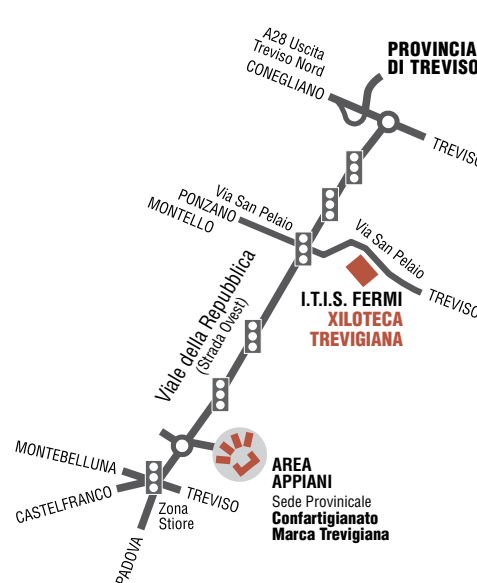 A28 Uscita
Treviso Nord
CONEGLIANO
PROVINCIA
DI TREVISO
TREVISO
Via San Pelaio
PONZANO
MONTELLO
Via San Pelaio
TREVISO
I.T.I.S. FERMI
XILOTECA
TREVIGIANA
Viale della Repubblica
(Strada Ovest)
MONTEBELLUNA
CASTELFRANCO
TREVISO
Zona
Stiore
PADOVA
AREA
APPIANI
Sede Provinicale
Confartigianato
Marca Trevigiana